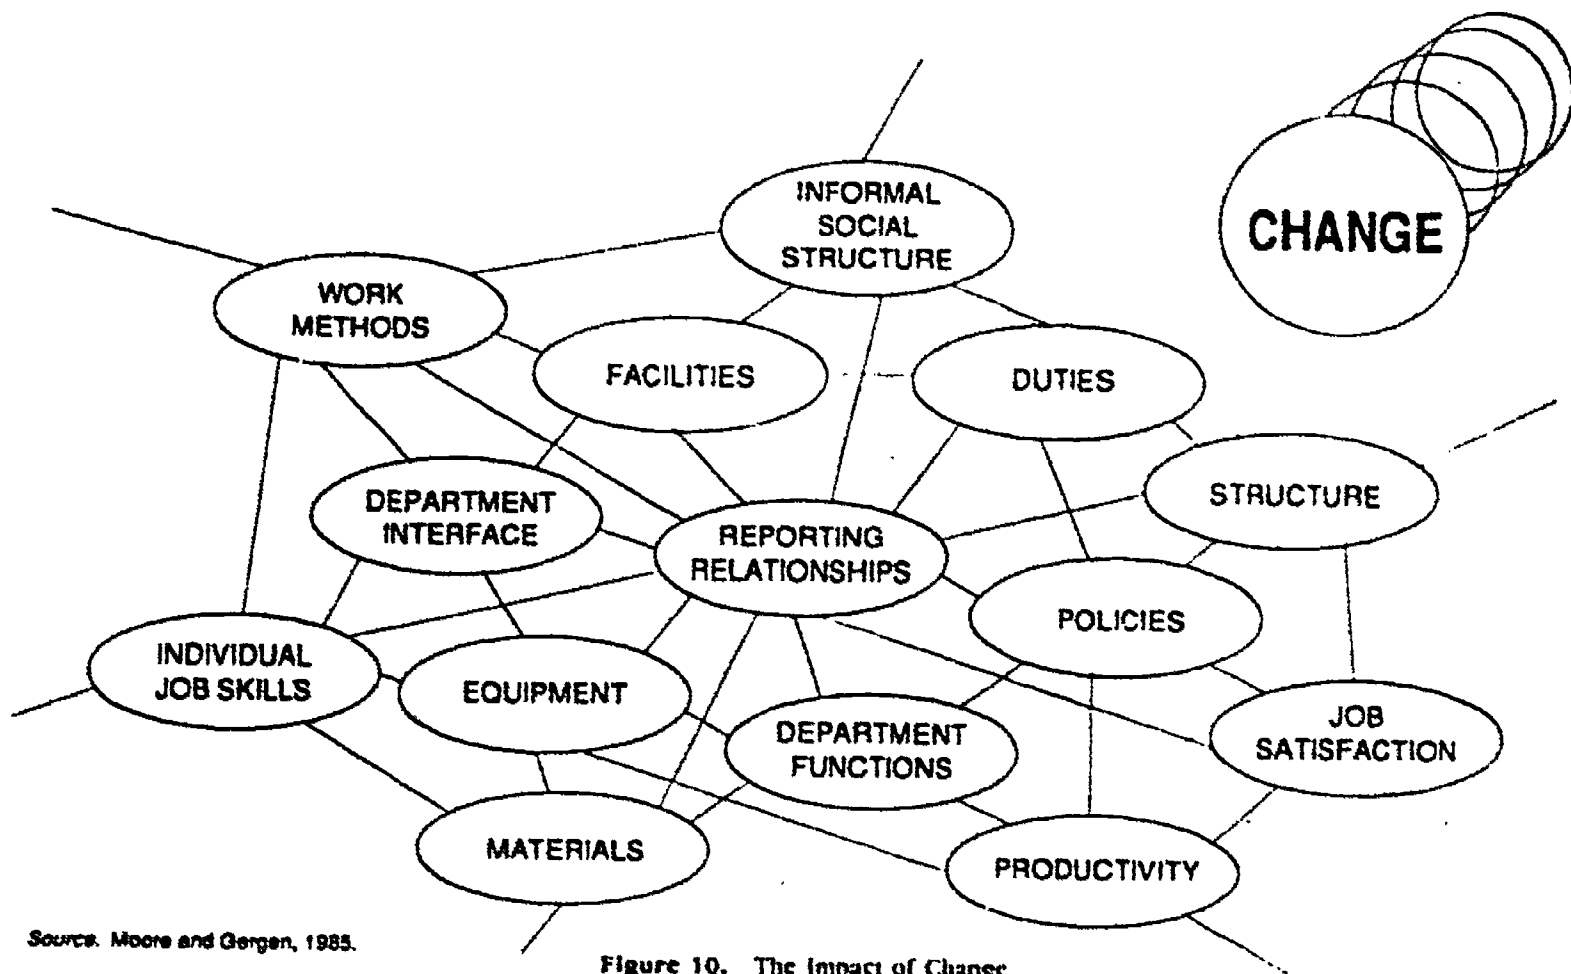 INFORMAL
SOCIAL
STRUCTURE
CHANGE
WORK
METHODS
FACILITIES
DUTIES
DEPARTMENT
INTERFACE
REPORTING
RELATIONSHIPS
STRUCTURE
POLICIES
INDIVIDUAL
JOB SKILLS
EQUIPMENT
DEPARTMENT
FUNCTIONS
JOB
SATISFACTION
MATERIALS
PRODUCTIVITY
Source. Moore and Gergen, 1985.
Figure 10. The Impact of Change